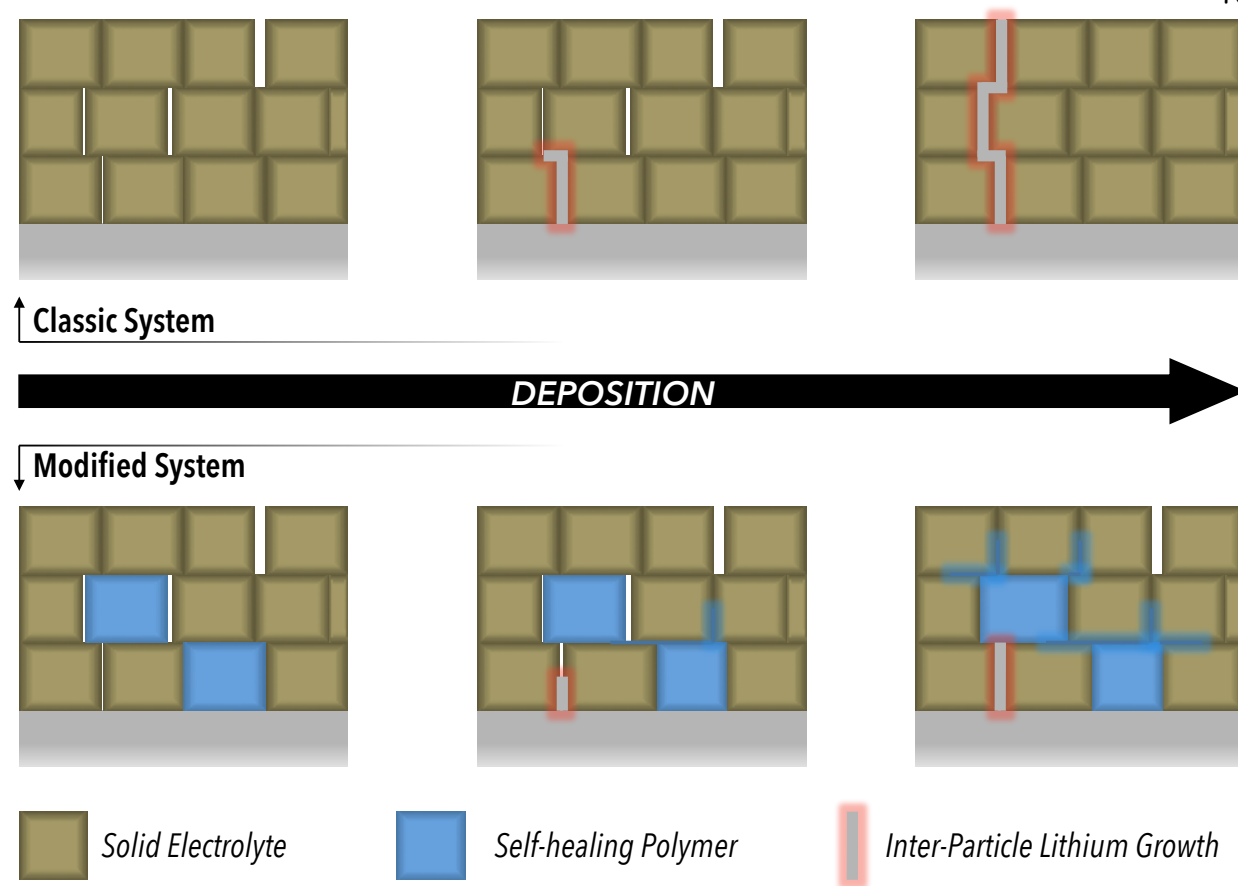 Classic System
DEPOSITION
Modified System
Solid Electrolyte
Self-healing Polymer
Inter-Particle Lithium Growth